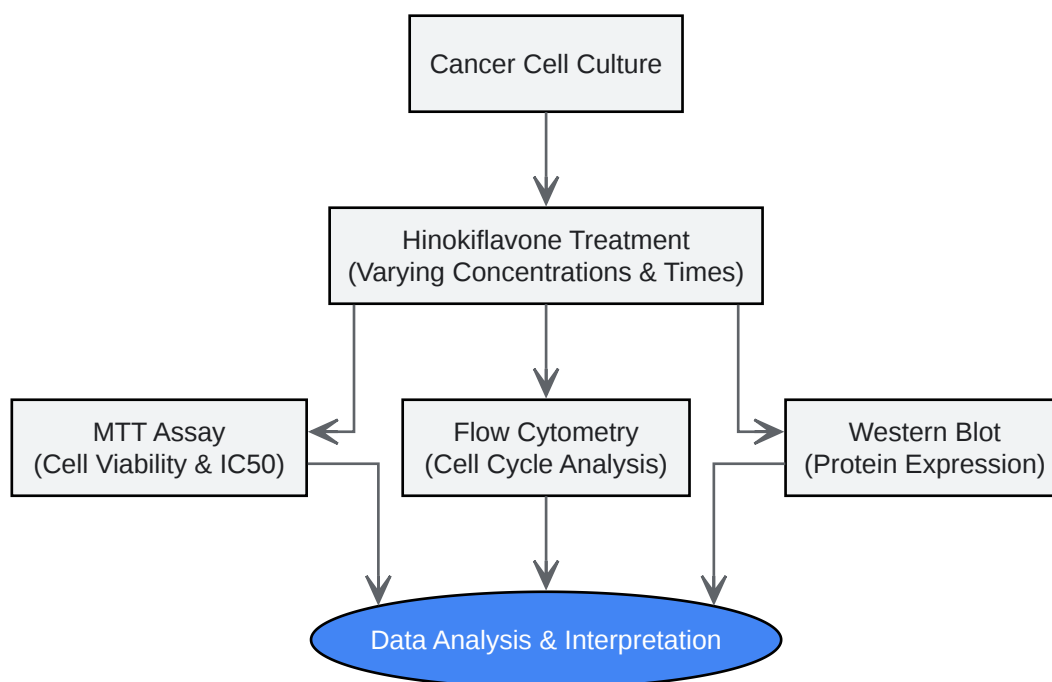 Cancer Cell Culture
Hinokiflavone Treatment
(Varying Concentrations & Times)
MTT Assay
(Cell Viability & IC50)
Flow Cytometry
(Cell Cycle Analysis)
Western Blot
(Protein Expression)
Data Analysis & Interpretation